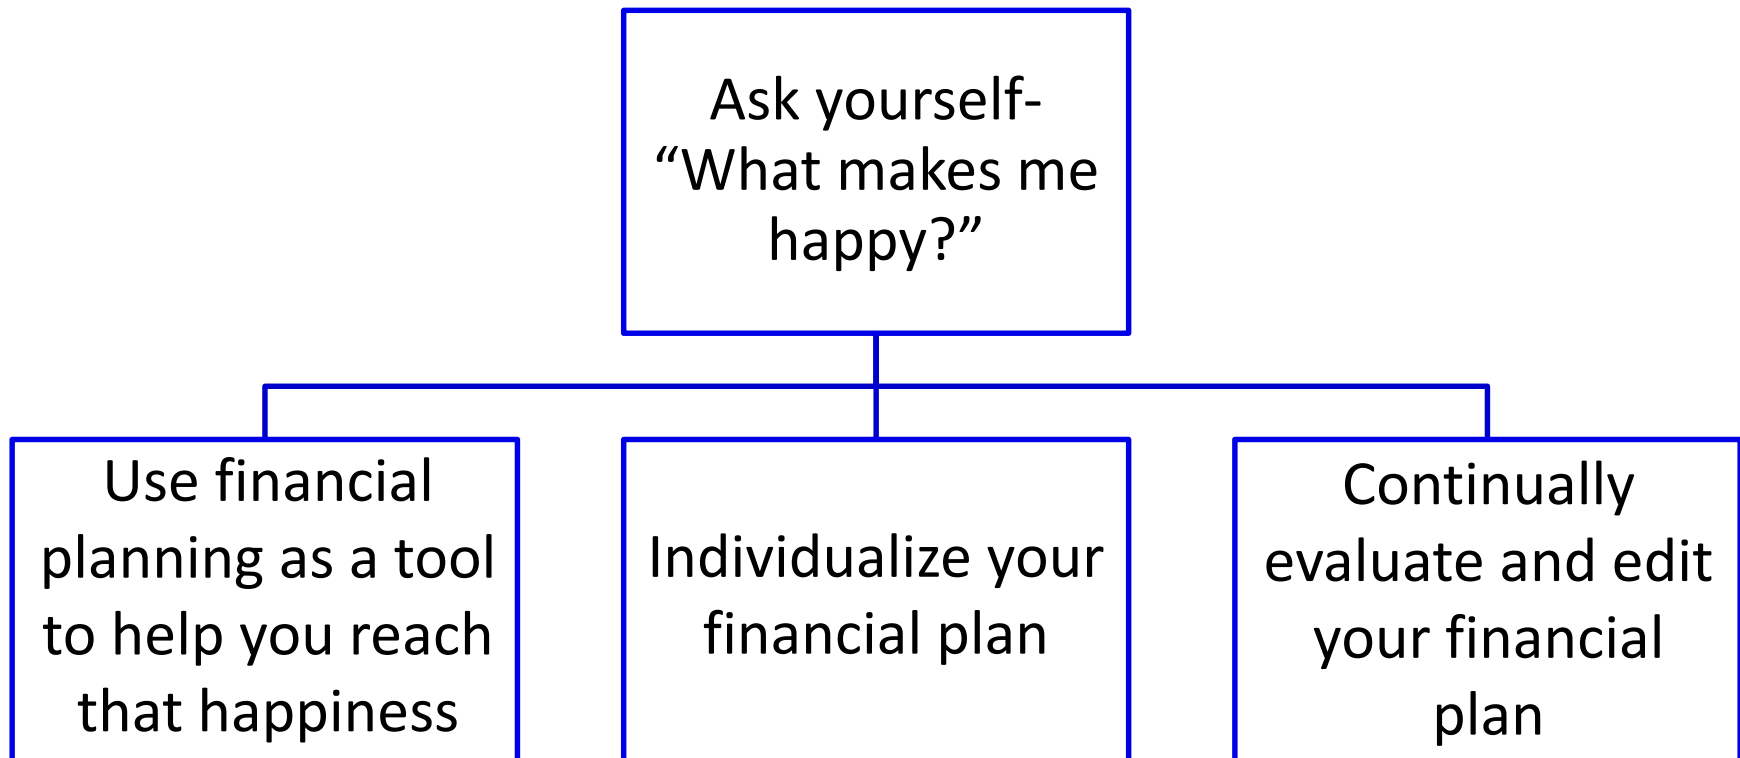 Ask yourself-
“What makes me
happy?”
Use financial
planning as a tool
to help you reach
that happiness
Individualize your
financial plan
Continually
evaluate and edit
your financial
plan